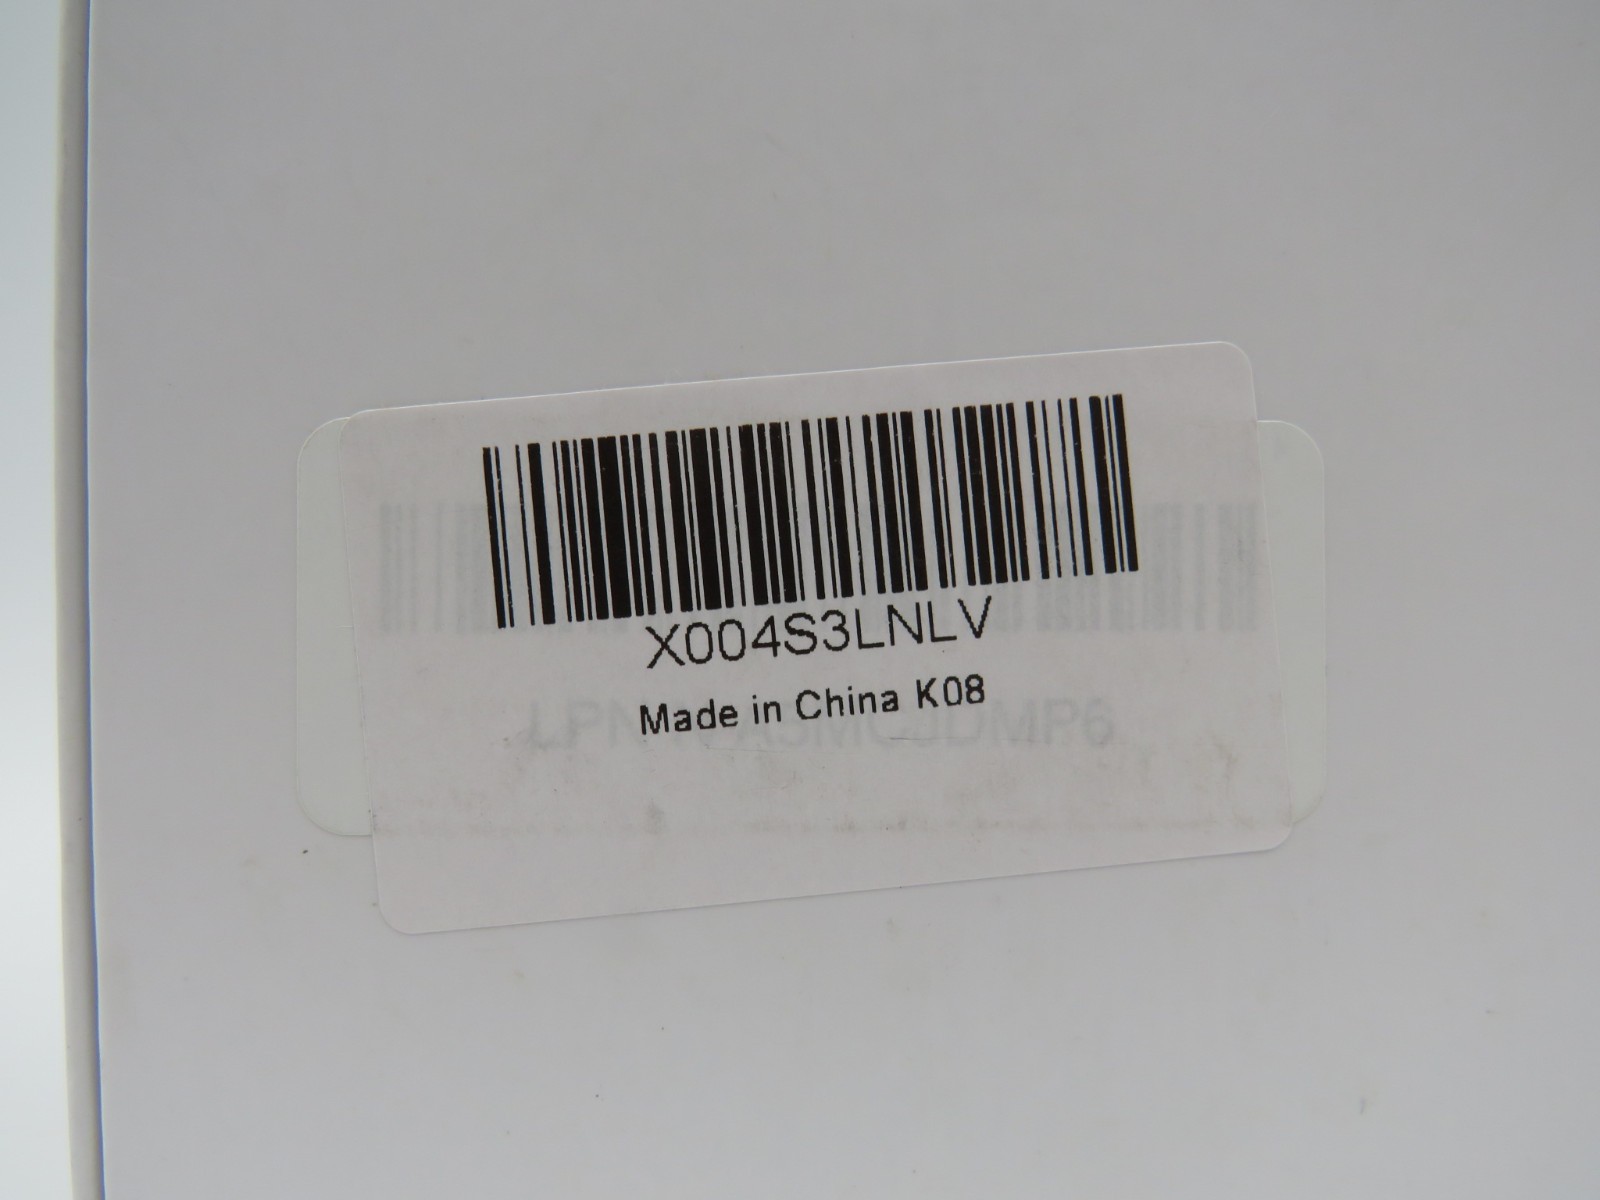 X004S3LNLV
Made in China K08